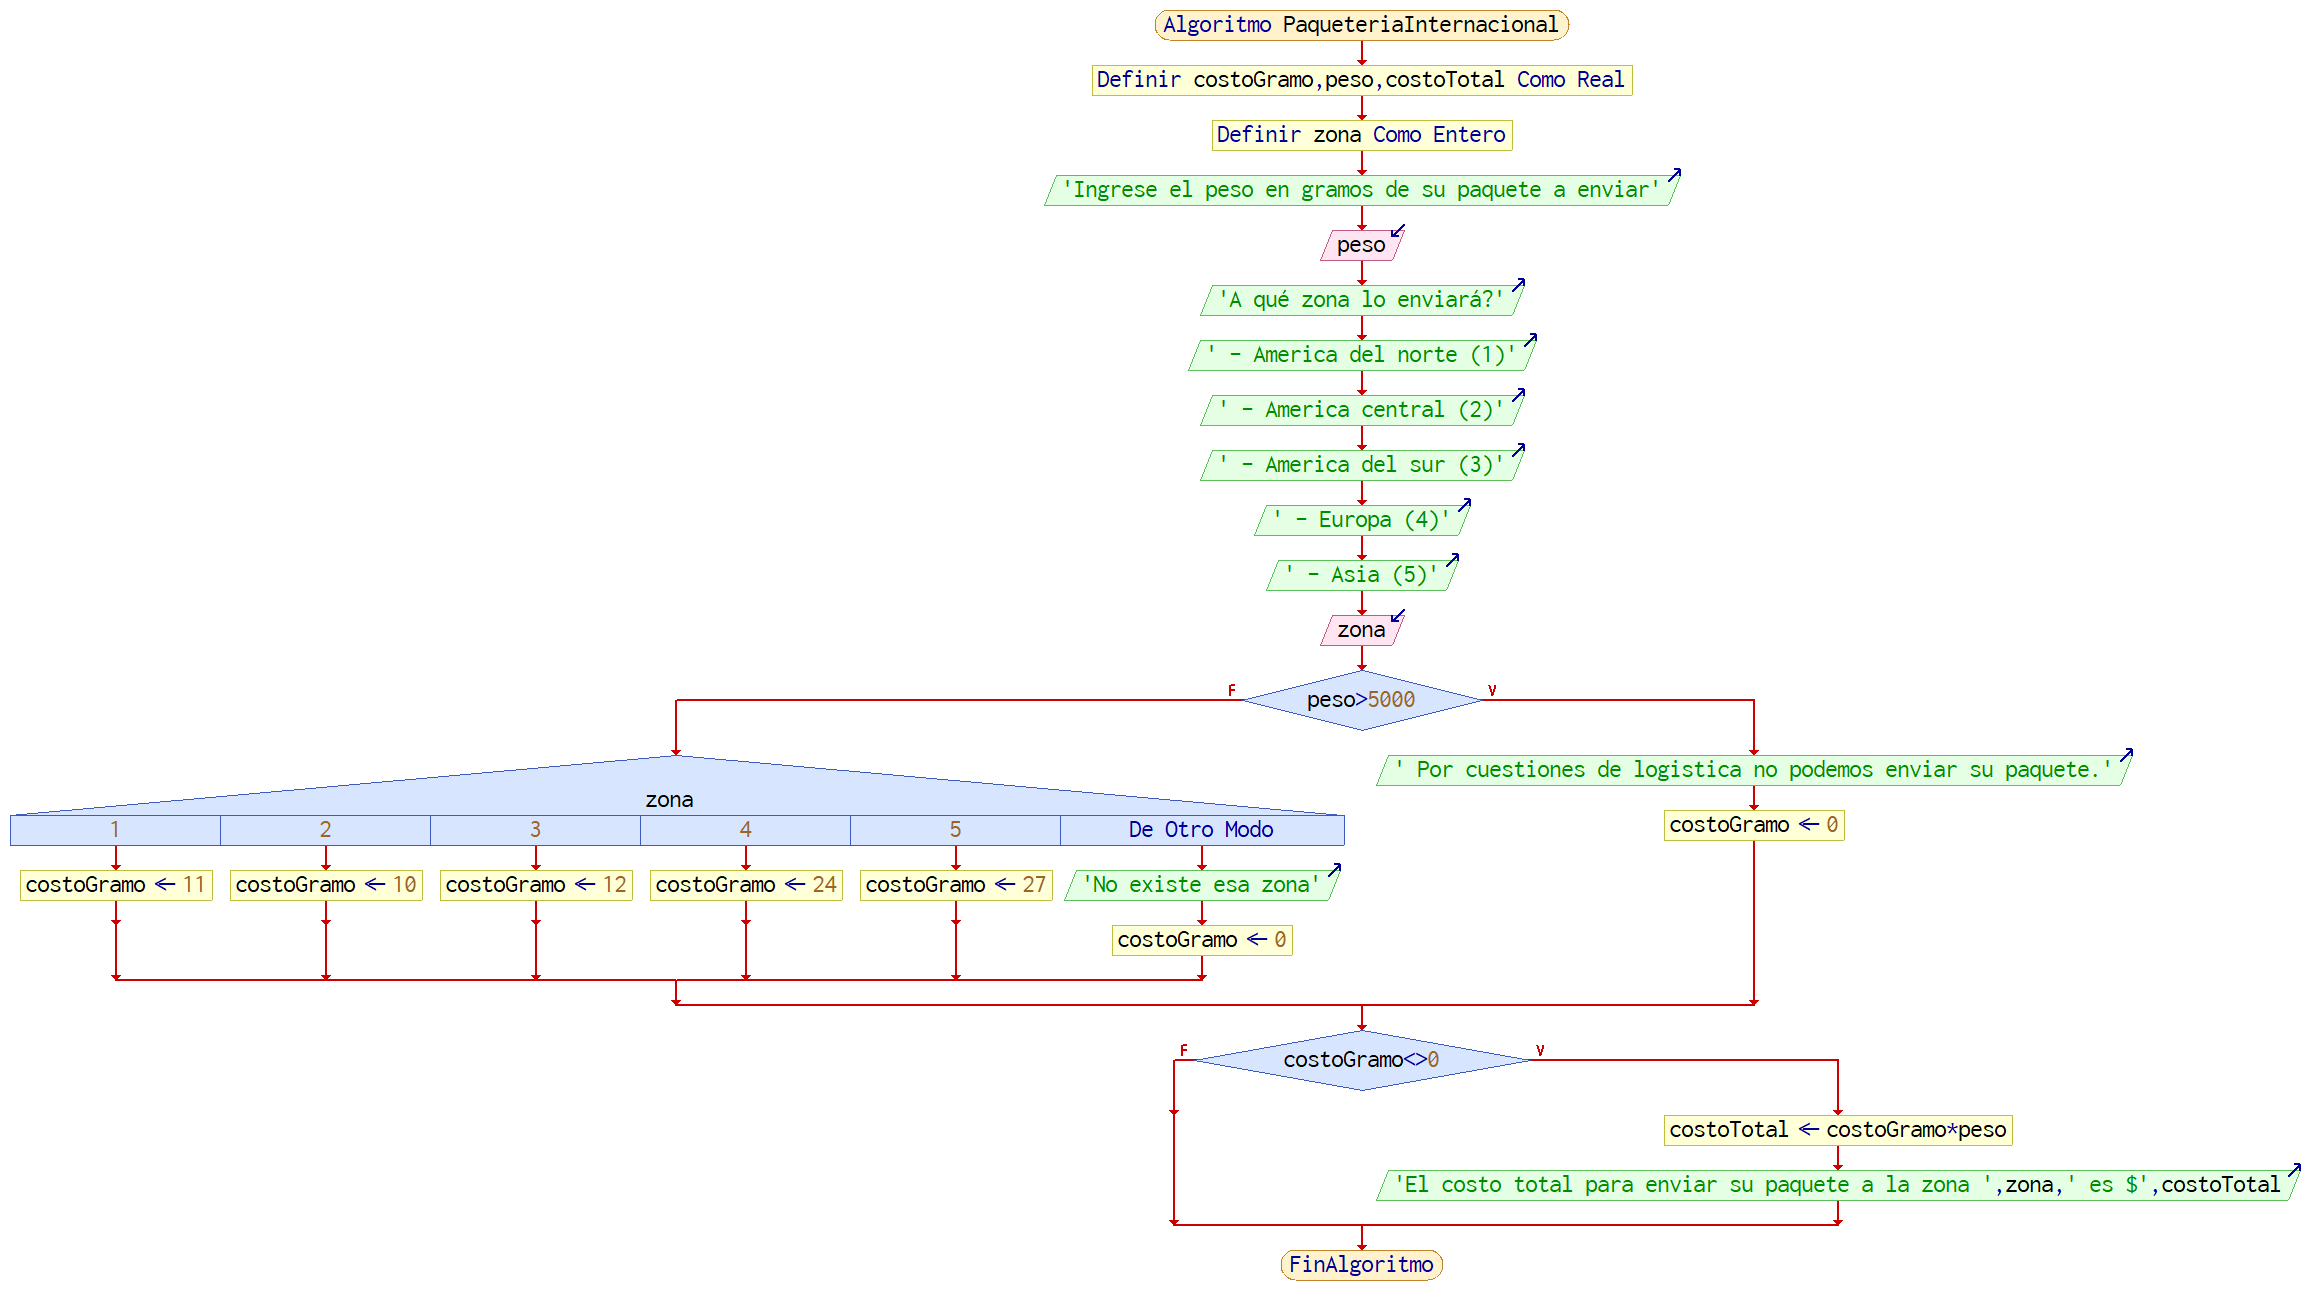 Algoritmo PaqueteriaInternacional
Definir costoGramo,peso,costoTotal Como Real
Definir zona Como Entero
'Ingrese el peso en gramos de su paquete a enviar'
peso
'A qué zona lo enviará?'
' - America del norte (1)'
' - America central (2)'
' - America del sur (3)'
' - Europa (4)'
' - Asia (5)'
zona
F
peso>5000
V
zona
1
2
3
4
5
De Otro Modo
costoGramo ← 11
costoGramo ← 10
costoGramo ← 12
costoGramo ← 24
costoGramo ← 27
'No existe esa zona'
costoGramo ← 0
' Por cuestiones de logistica no podemos enviar su paquete.'
costoGramo ← 0
F
costoGramo<>0
V
costoTotal ← costoGramo*peso
'El costo total para enviar su paquete a la zona ',zona,' es $',costoTotal
FinAlgoritmo